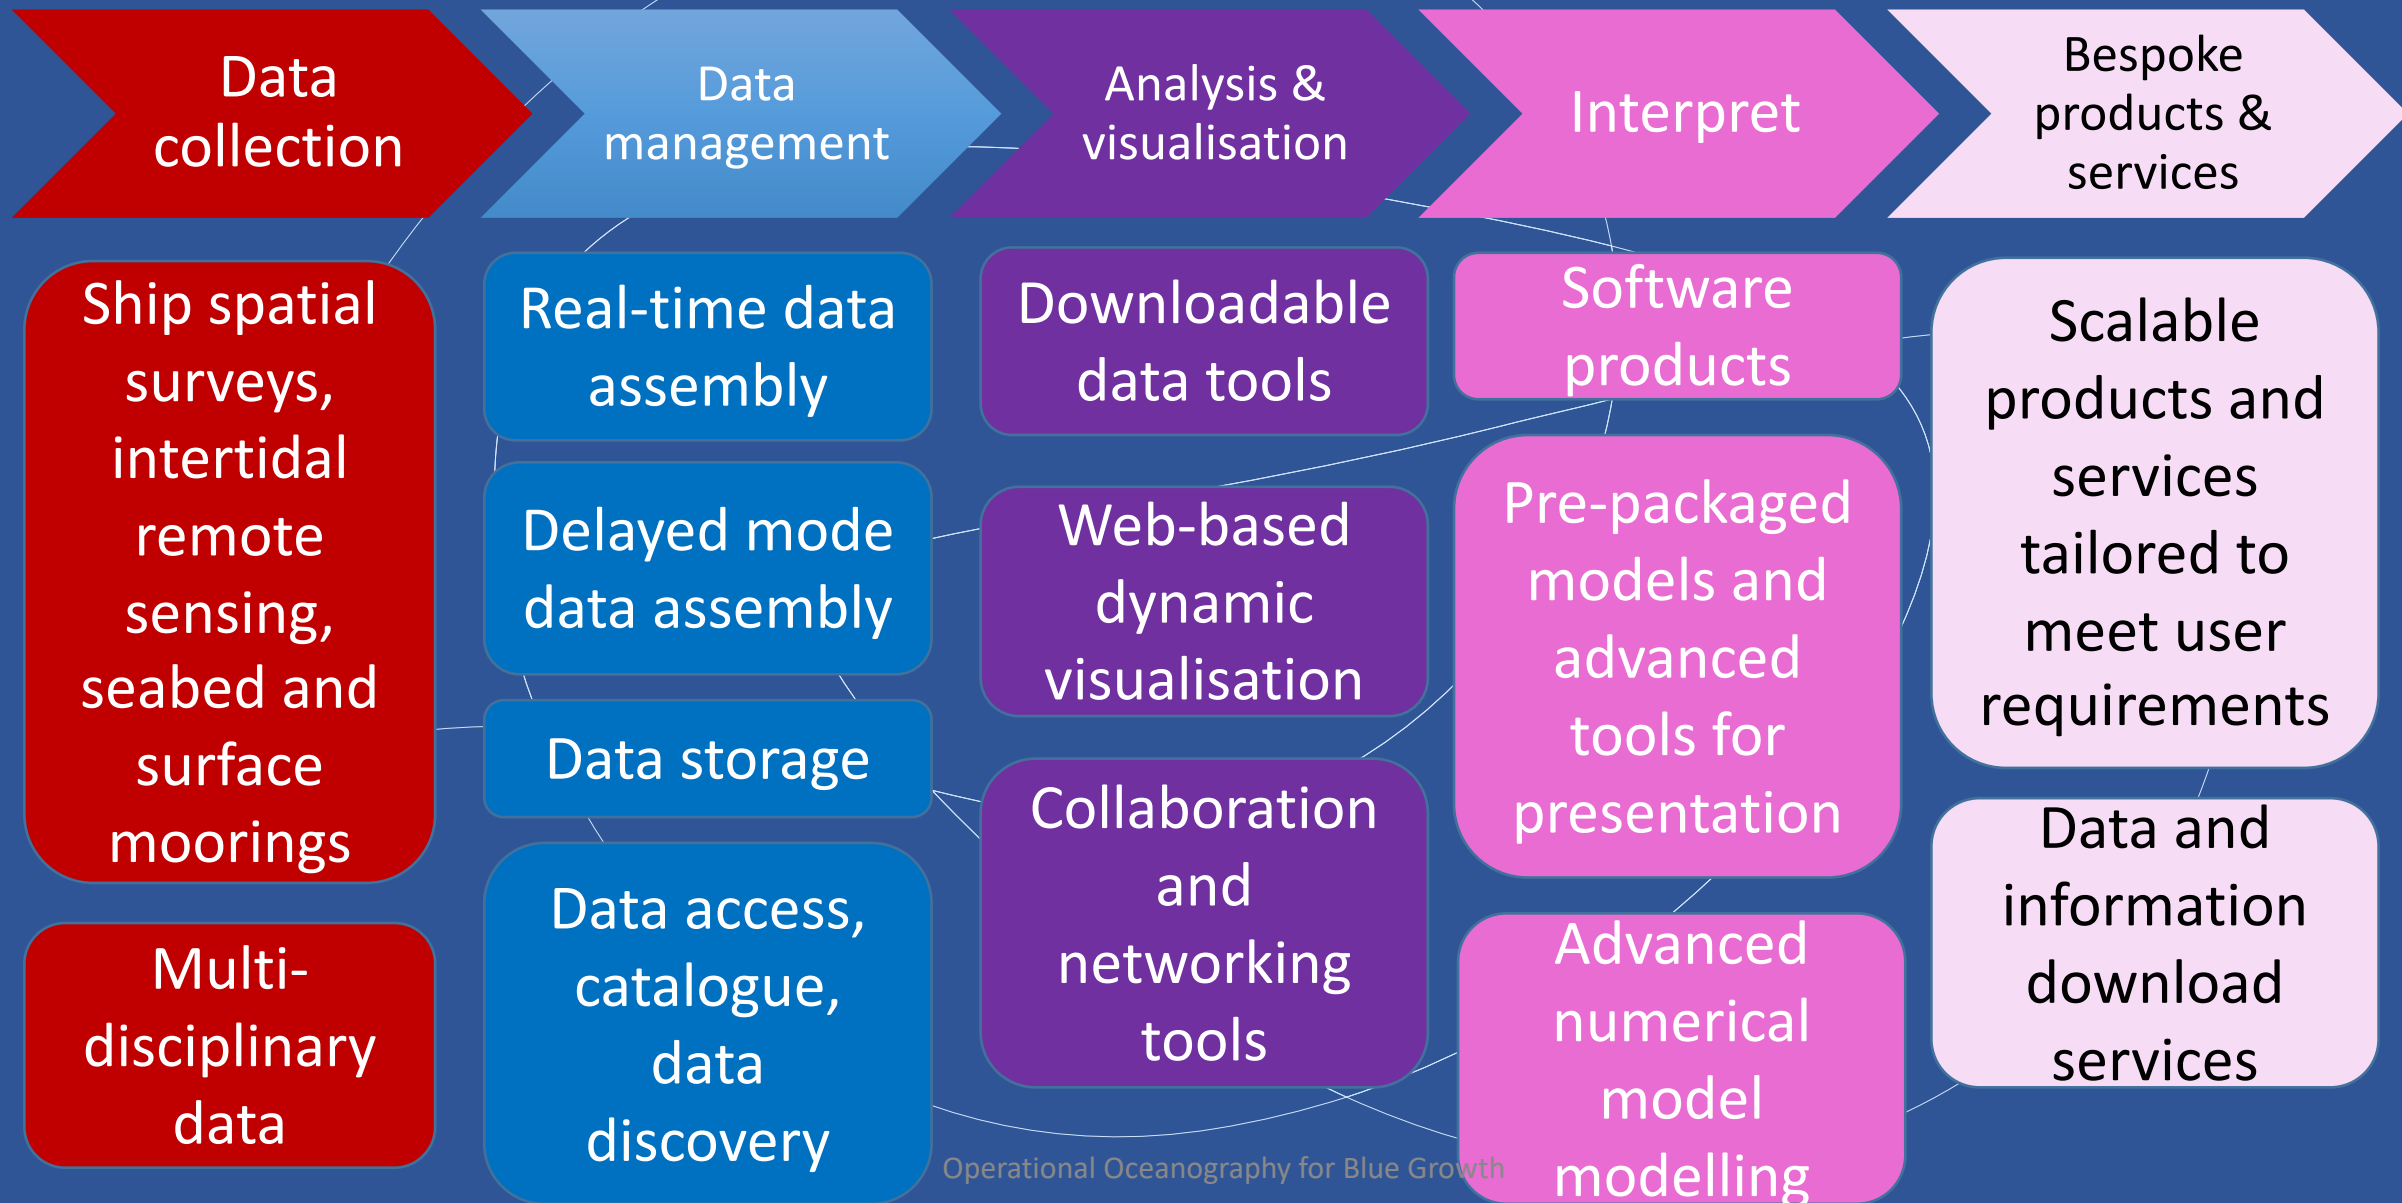 Data
collection
Data
management
Analysis &
visualisation
Interpret
Bespoke
products &
services
Ship spatial
surveys,
intertidal
remote
sensing,
seabed and
surface
moorings
Multi-
disciplinary
data
Real-time data
assembly
Delayed mode
data assembly
Data storage
Data access,
catalogue,
data
discovery
Downloadable
data tools
Web-based
dynamic
visualisation
Collaboration
and
networking
tools
Software
products
Pre-packaged
models and
advanced
tools for
presentation
Advanced
numerical
model
modelling
Scalable
products and
services
tailored to
meet user
requirements
Data and
information
download
services
Operational Oceanography for Blue Growth